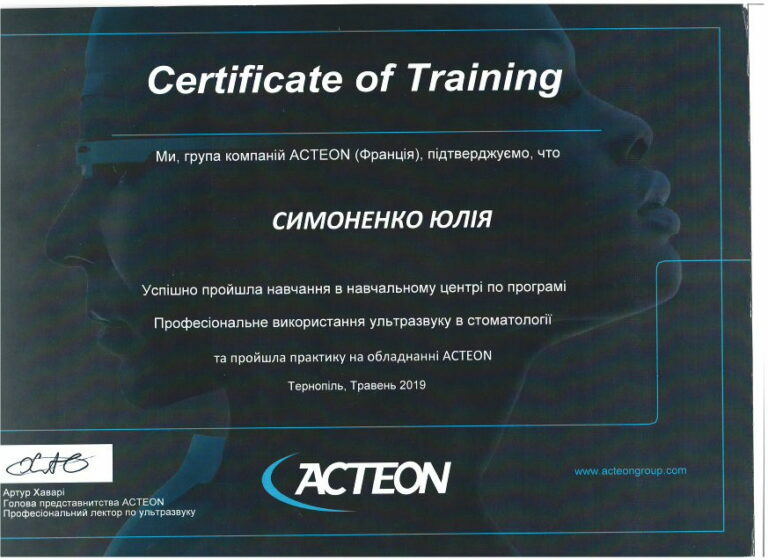 Certificate of Training
Ми, група компаній ACTEON (Франція), підтверджуємо, що
СИМОНЕНКО ЮЛІЯ
Успішно пройшла навчання в навчальному центрі по програмі
Професіональне використання ультразвуку в стоматології
та пройшла практику на обладнанні ACTEON
Тернопіль, Травень 2019
Артур Хаварі
Голова представнитства ACTEON
Професіональний лектор по ультразвуку
ACTEON
www.acteongroup.com